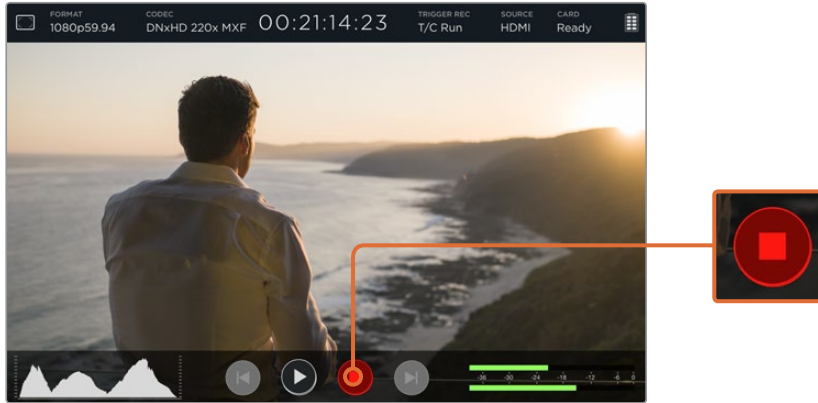 FORMAT CODEC TRIGGER REC SOURCE CARD
1080p59.94 DNxHD 220x MXF 00:21:14:23 T/C Run HDMI Ready
-36 -30 -24 -18 -12 -6 0